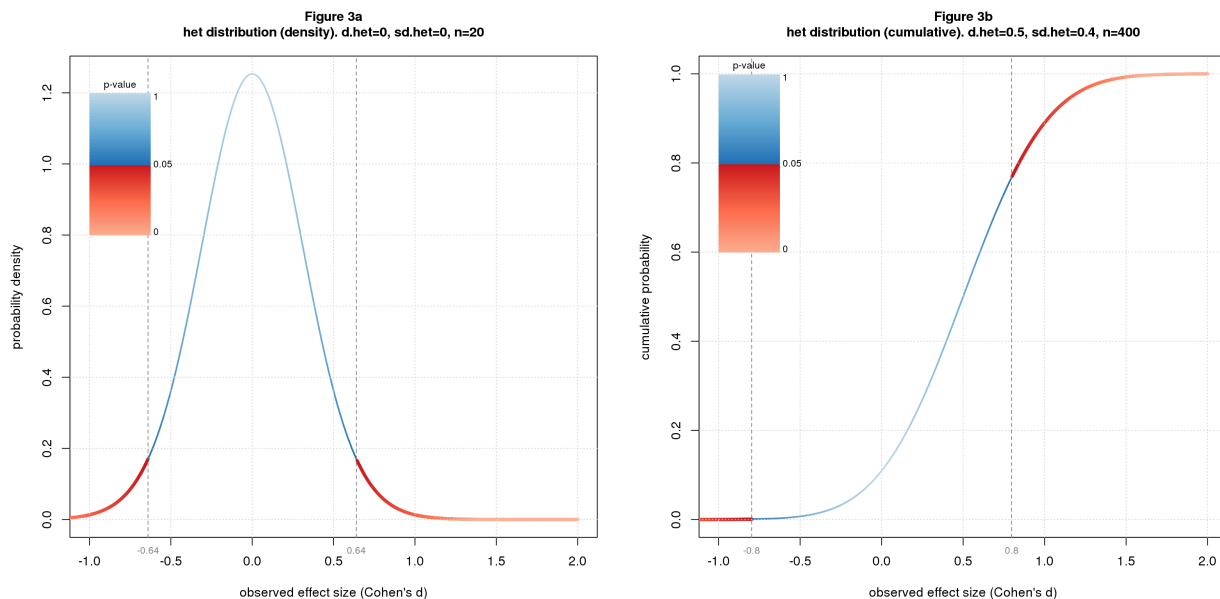 Figure 3a
het distribution (density). d.het=0, sd.het=0, n=20
p-value
1
0.05
0
probability density
1.2
1.0
0.8
0.6
0.4
0.2
0.0
-0.64
0.64
-1.0 -0.5 0.0 0.5 1.0 1.5 2.0
observed effect size (Cohen's d)
Figure 3b
het distribution (cumulative). d.het=0.5, sd.het=0.4, n=400
p-value
1
0.05
0
cumulative probability
1.0
0.8
0.6
0.4
0.2
0.0
-0.8
0.8
-1.0 -0.5 0.0 0.5 1.0 1.5 2.0
observed effect size (Cohen's d)